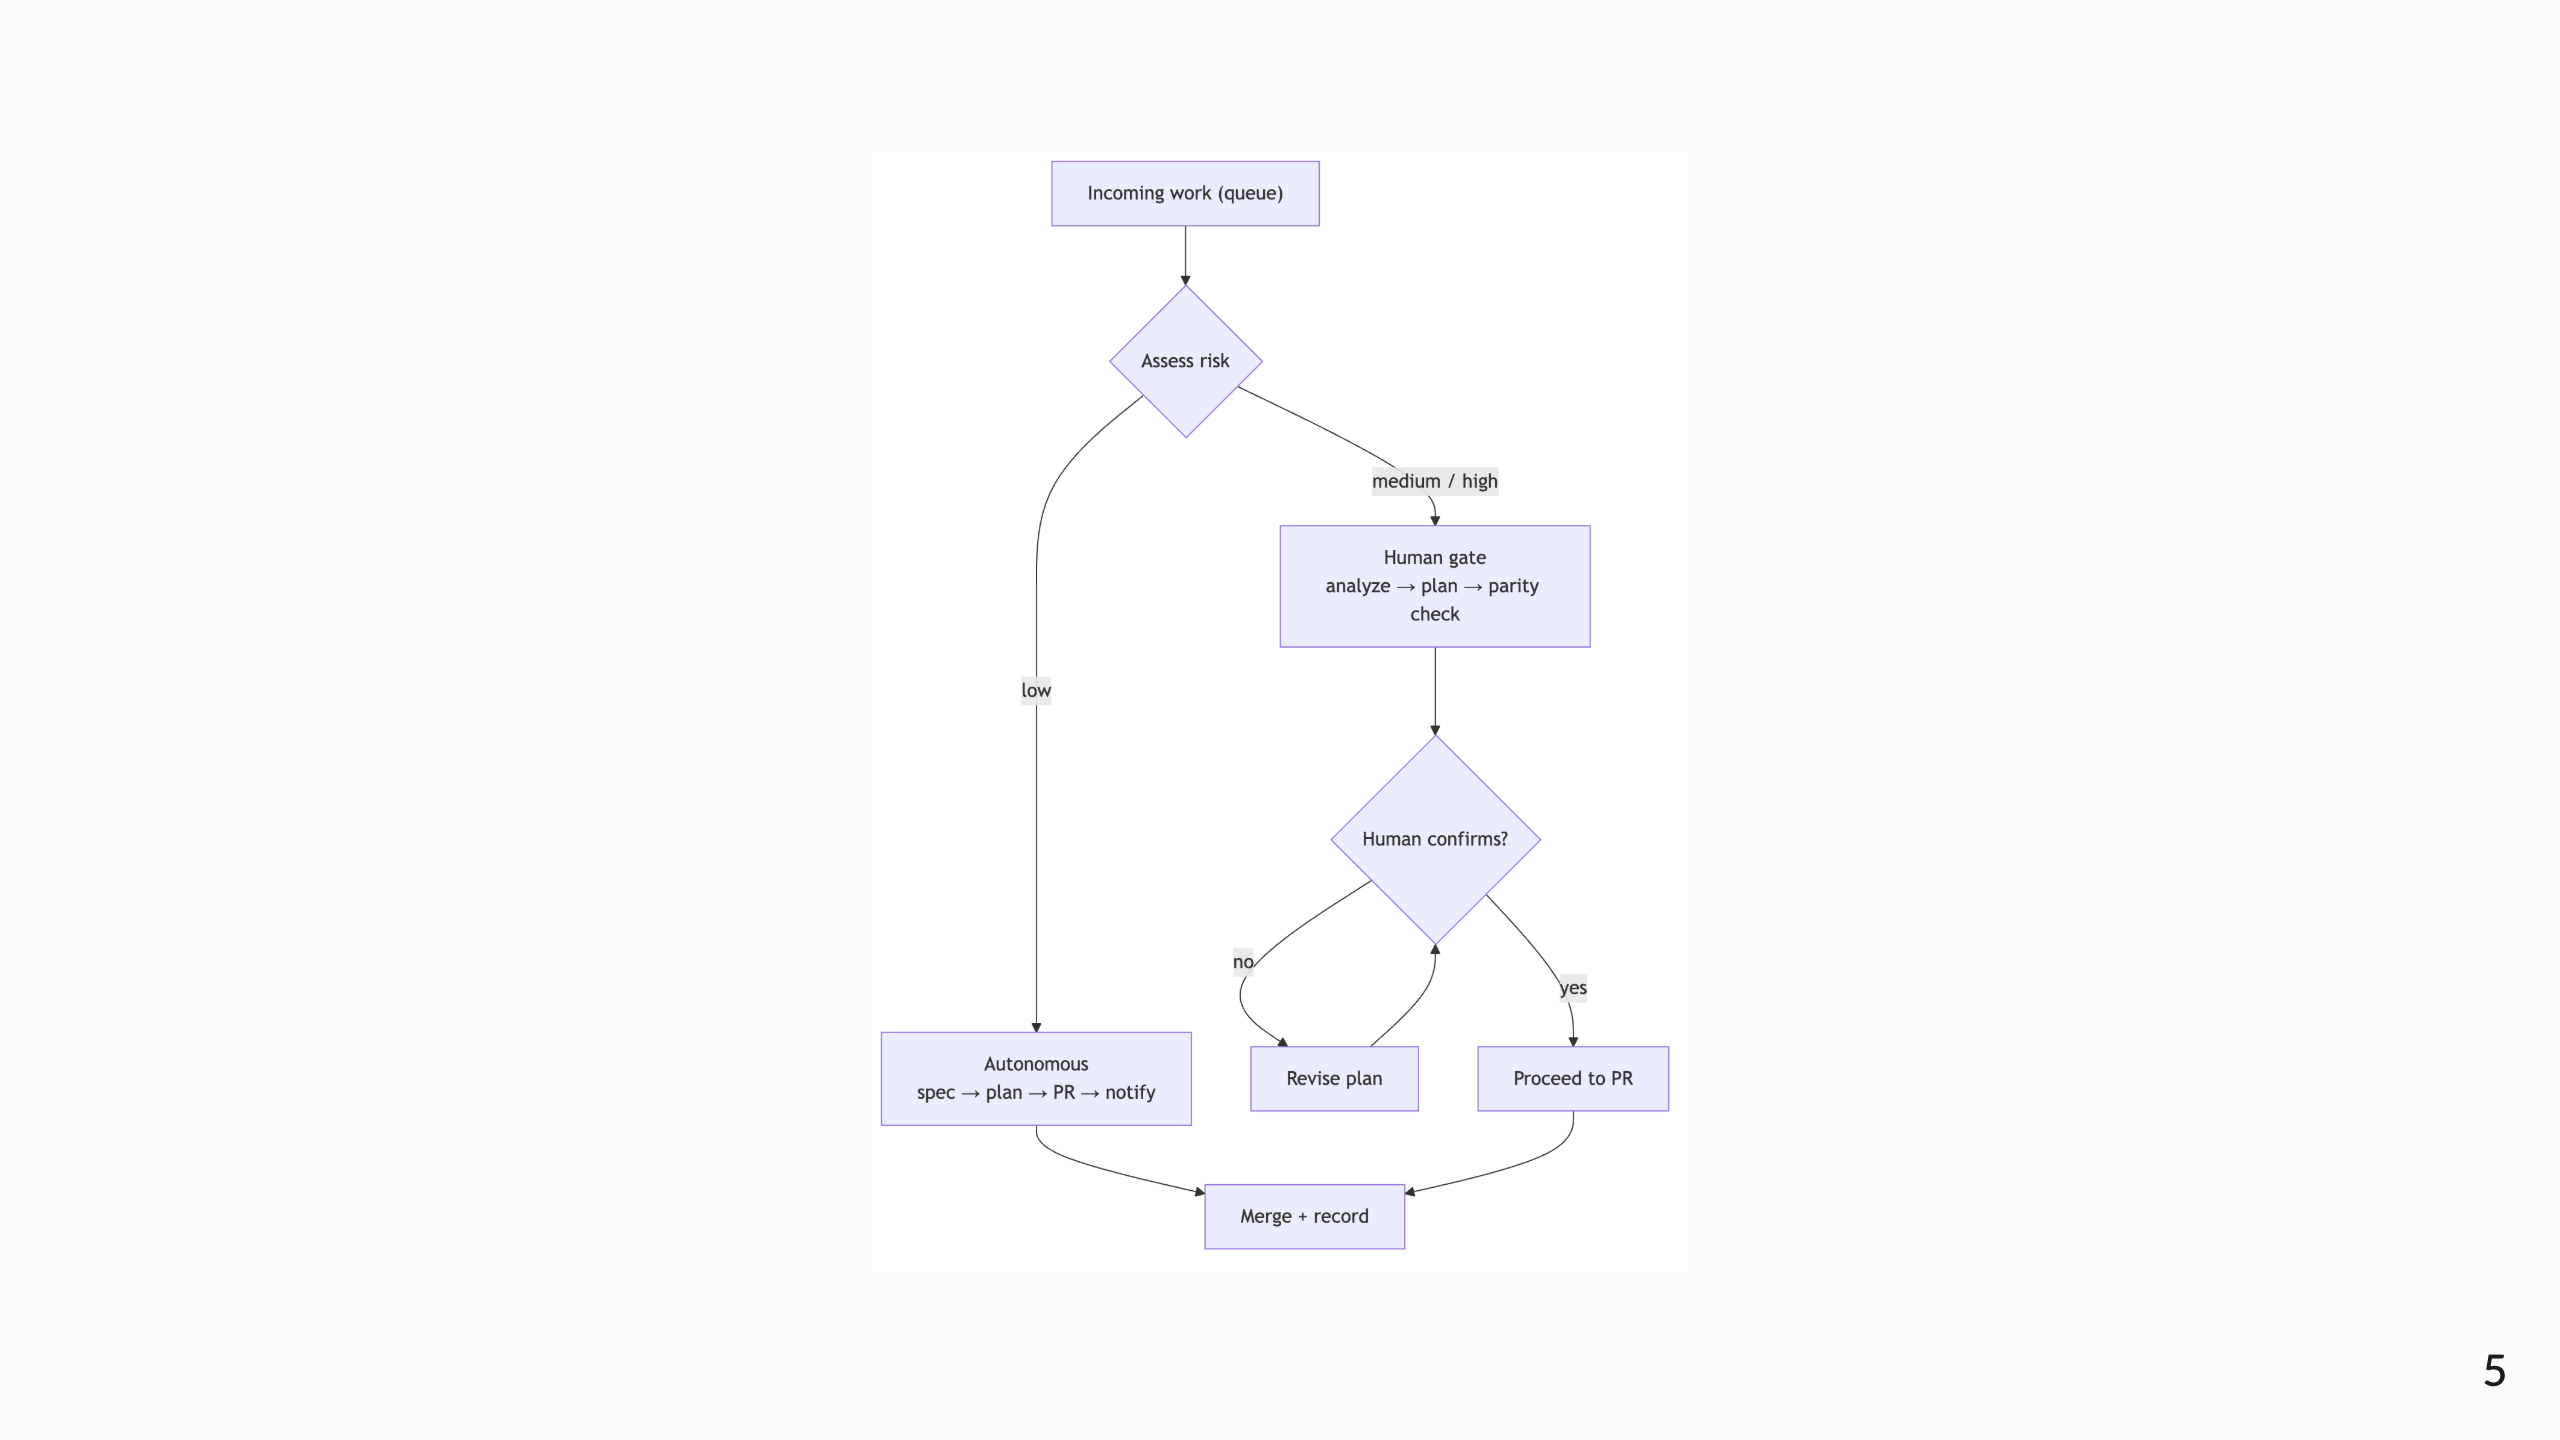 Incoming work (queue)
Assess risk
medium / high
Human gate
analyze → plan → parity
check
low
Human confirms?
no
yes
Autonomous
spec → plan → PR → notify
Revise plan
Proceed to PR
Merge + record
5